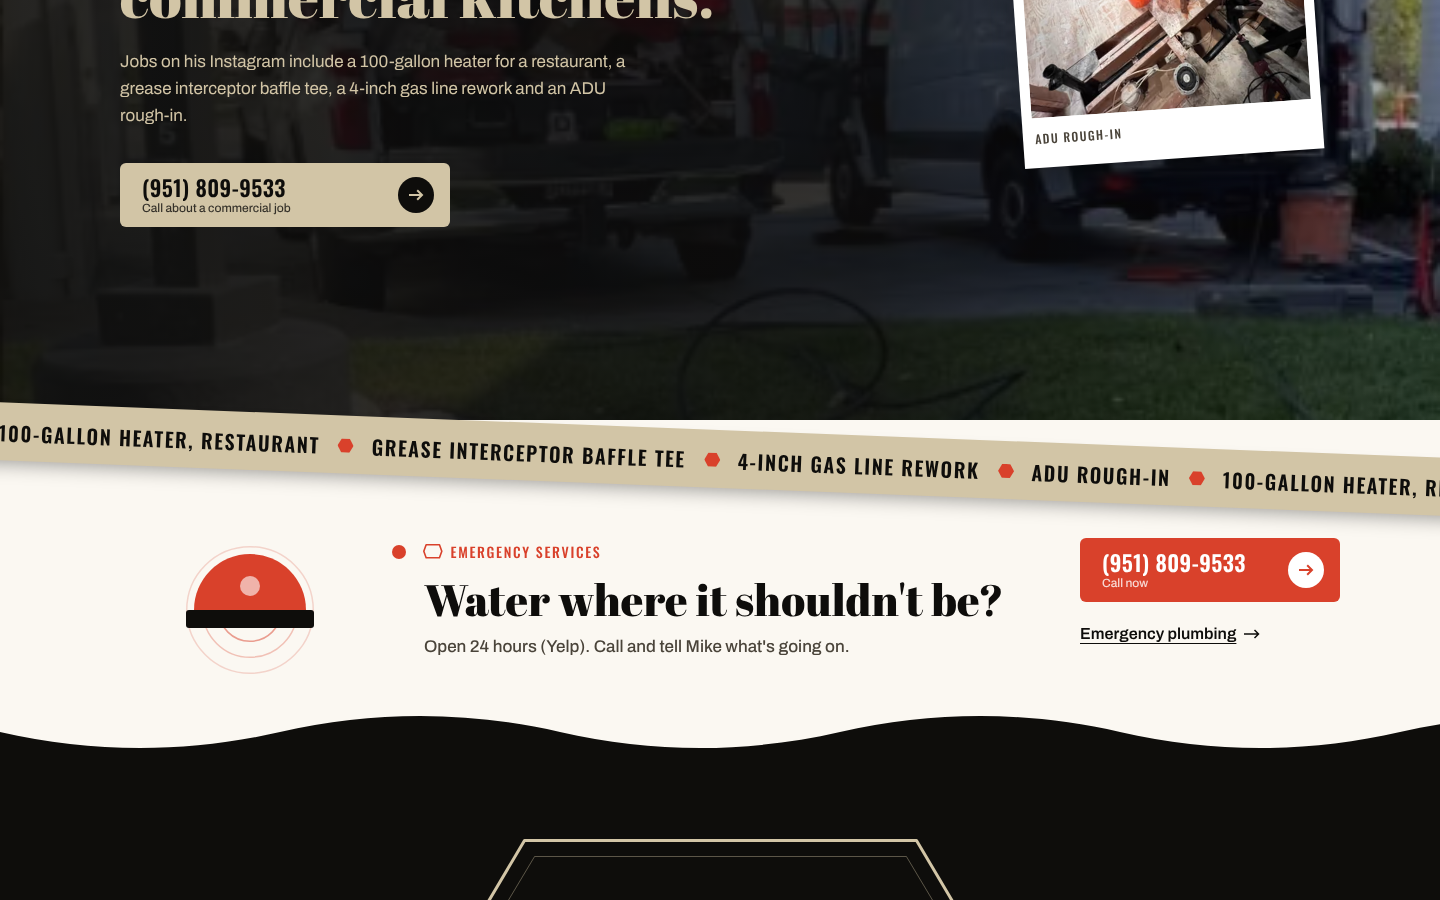 commercial kitchens.
Jobs on his Instagram include a 100-gallon heater for a restaurant, a
grease interceptor baffle tee, a 4-inch gas line rework and an ADU
rough-in.
(951) 809-9533
Call about a commercial job
ADU ROUGH-IN
100-GALLON HEATER, RESTAURANT GREASE INTERCEPTOR BAFFLE TEE 4-INCH GAS LINE REWORK ADU ROUGH-IN 100-GALLON HEATER,
EMERGENCY SERVICES
Water where it shouldn't be?
Open 24 hours (Yelp). Call and tell Mike what's going on.
(951) 809-9533
Call now
Emergency plumbing